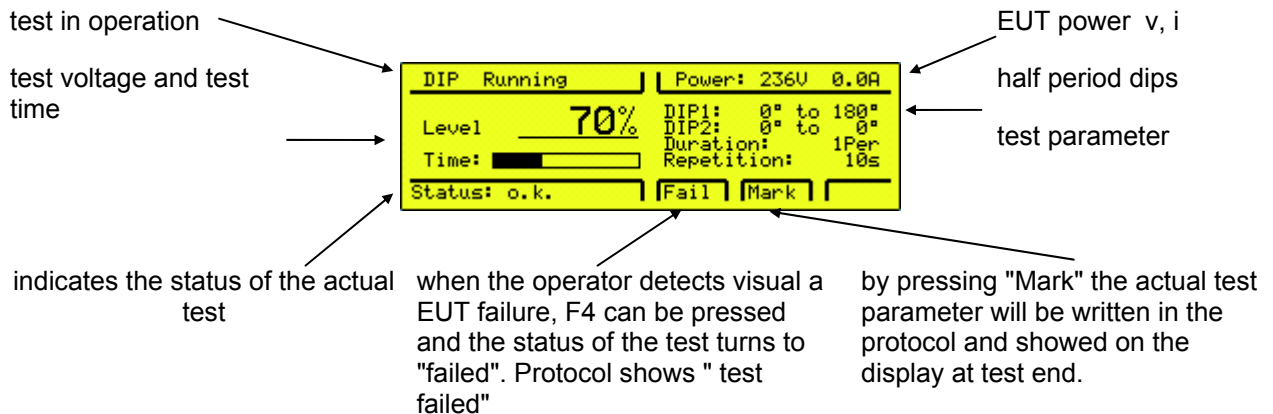 test in operation
test voltage and test
time
DIP Running
Level 70%
Time:
Status: o.k.
Power: 236V 0.0A
DIP1: 0° to 180°
DIP2: 0° to 0°
Duration: 1Per
Repetition: 10s
Fail Mark
EUT power v, i
half period dips
test parameter
indicates the status of the actual
test
when the operator detects visual a
EUT failure, F4 can be pressed
and the status of the test turns to
"failed". Protocol shows " test
failed"
by pressing "Mark" the actual test
parameter will be written in the
protocol and showed on the
display at test end.